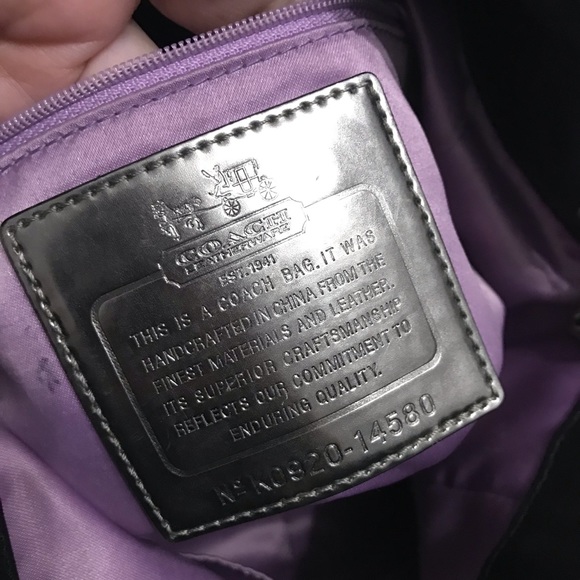 COACH
LEATHERWARE
EST. 1941
THIS IS A COACH BAG. IT WAS
HANDCRAFTED IN CHINA FROM THE
FINEST MATERIALS AND LEATHER.
ITS SUPERIOR CRAFTSMANSHIP
REFLECTS OUR COMMITMENT TO
ENDURING QUALITY.
Nº K0920-14580